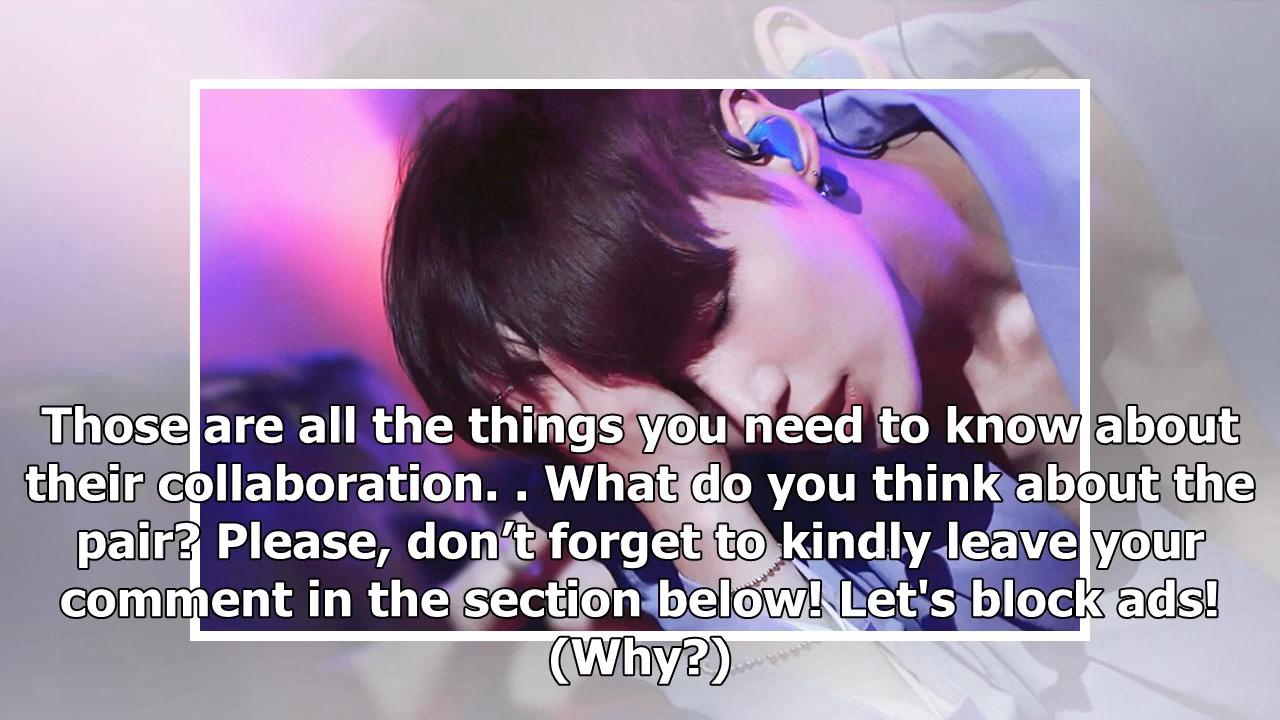 Those are all the things you need to know about
their collaboration. . What do you think about the
pair? Please, don’t forget to kindly leave your
comment in the section below! Let's block ads!
(Why?)